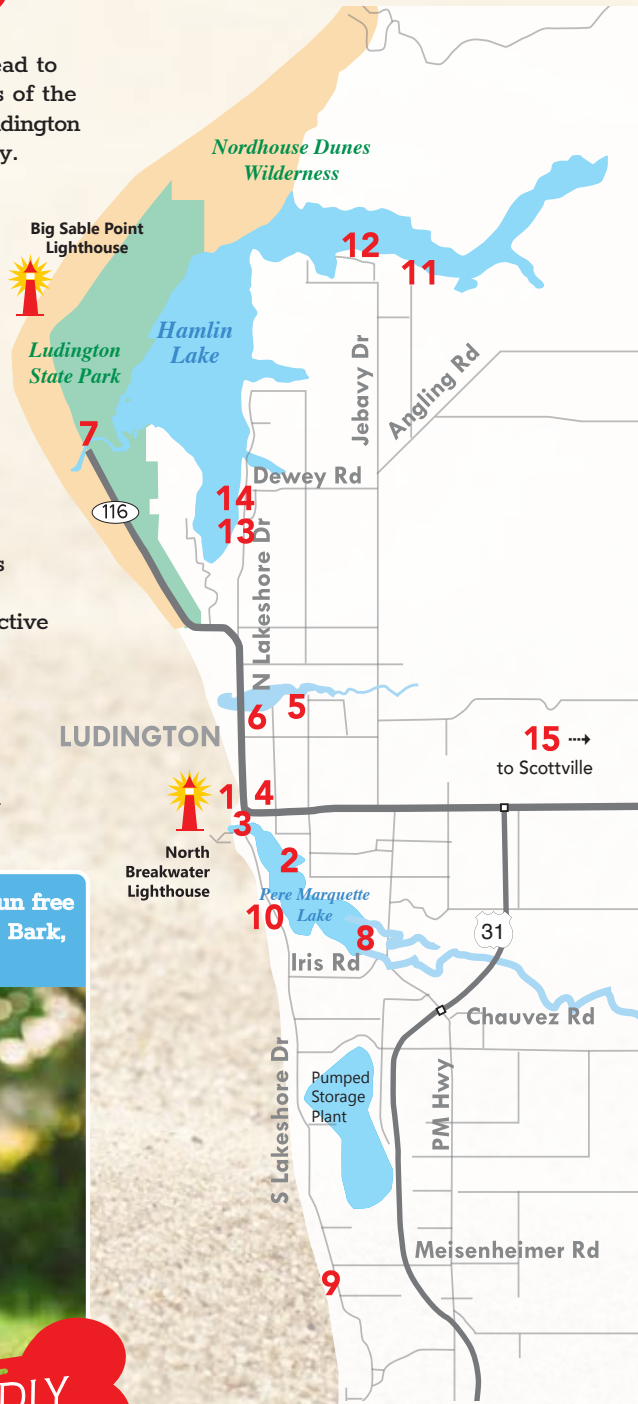 ead to
s of the
dington
y.
Nordhouse Dunes
Wilderness
Big Sable Point
Lighthouse
12
11
Hamlin
Lake
Ludington
State Park
Jebavy Dr
Angling Rd
7
Dewey Rd
14
116
13
N Lakeshore Dr
s
ctive
5
6
LUDINGTON
15
to Scottville
1
4
3
North
Breakwater
Lighthouse
2
Pere Marquette
Lake
10
8
31
Iris Rd
un free
Bark,
Chauvez Rd
S Lakeshore Dr
Pumped
Storage
Plant
PM Hwy
Meisenheimer Rd
9
DLY